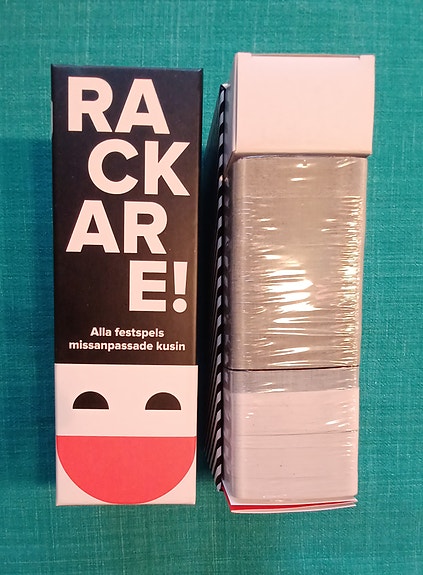 RA
CK
AR
E!
Alla festspels
missanpassade kusin